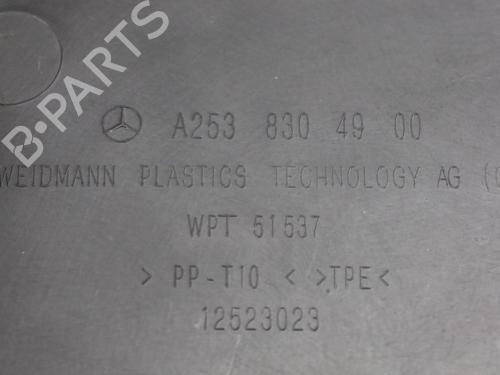 B-PARTS
A253 830 49 00
WEIDMANN PLASTICS TECHNOLOGY AG (
WPT 51537
> PP-T10 < >TPE<
12523023